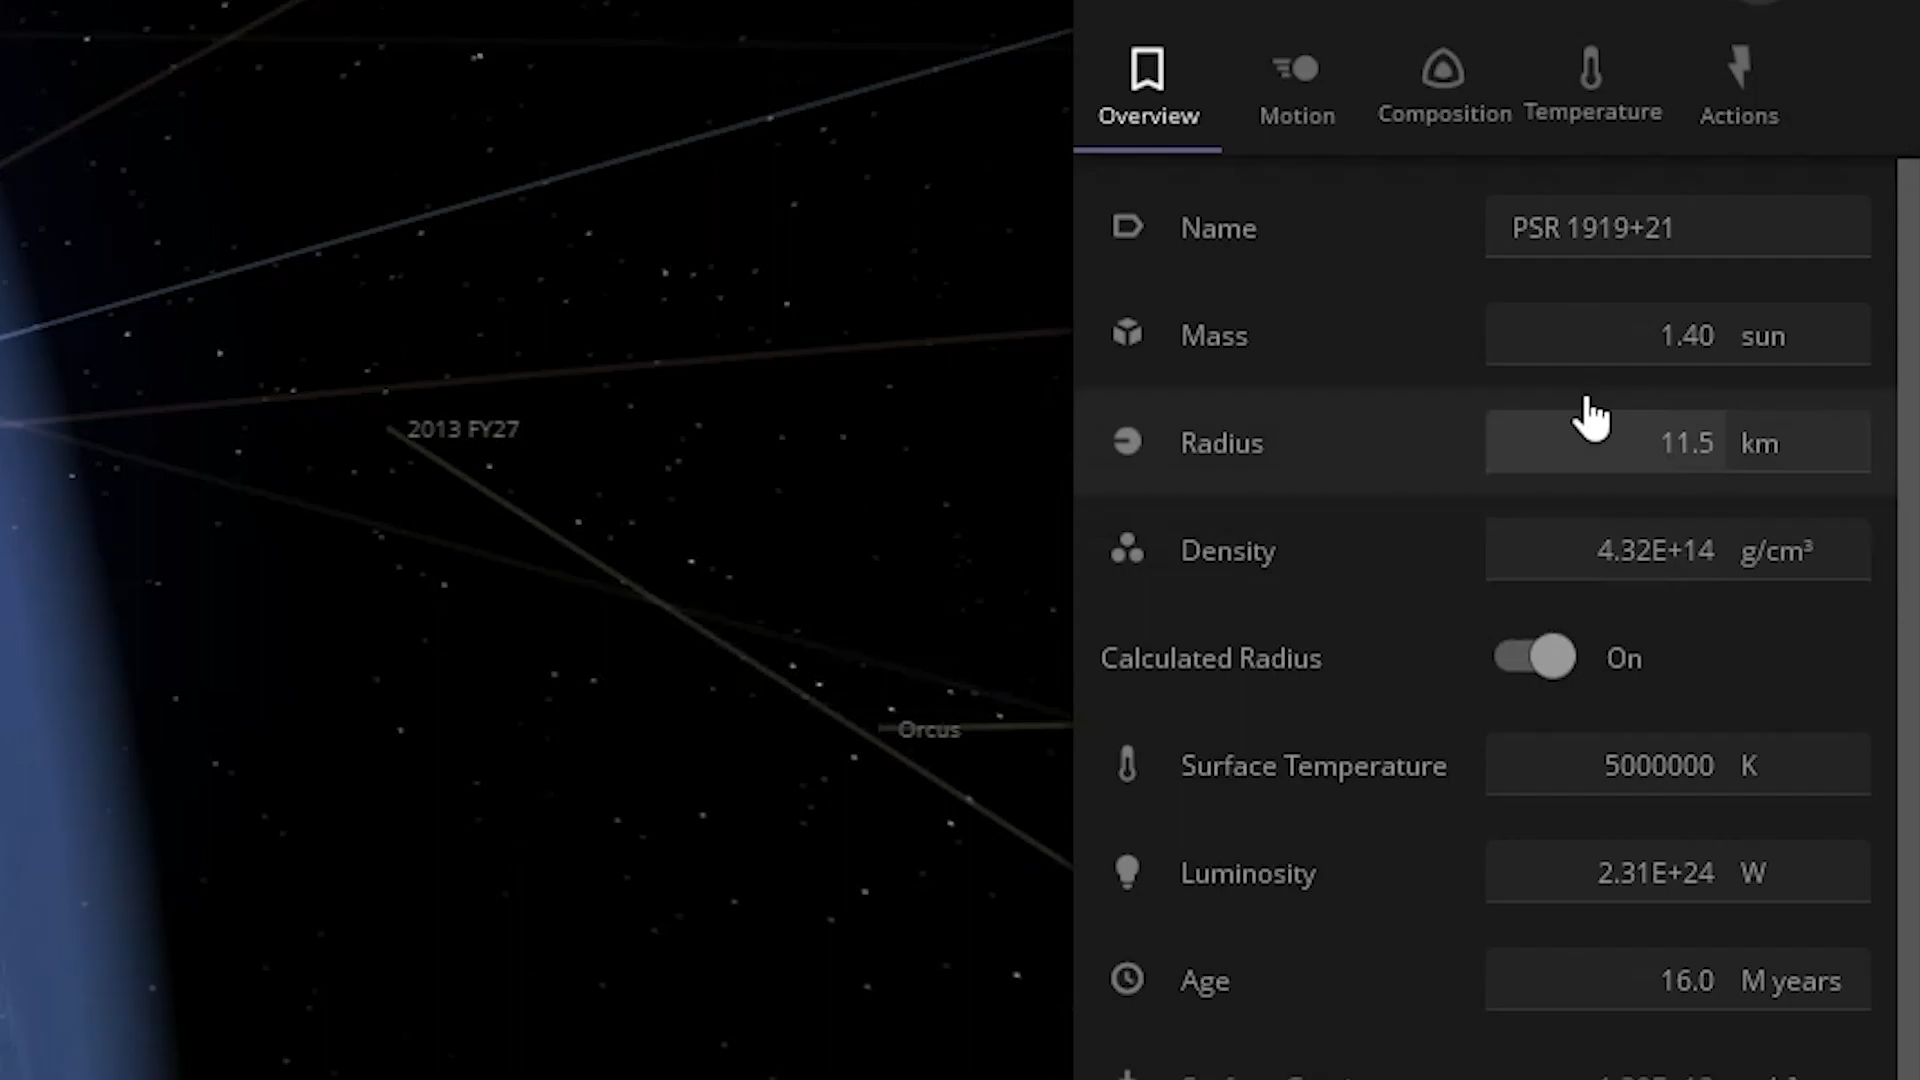 Overview Motion Composition Temperature Actions
Name PSR 1919+21
Mass 1.40 sun
2013 FY27
Radius 11.5 km
Density 4.32E+14 g/cm³
Calculated Radius On
Orcus
Surface Temperature 5000000 K
Luminosity 2.31E+24 W
Age 16.0 M years